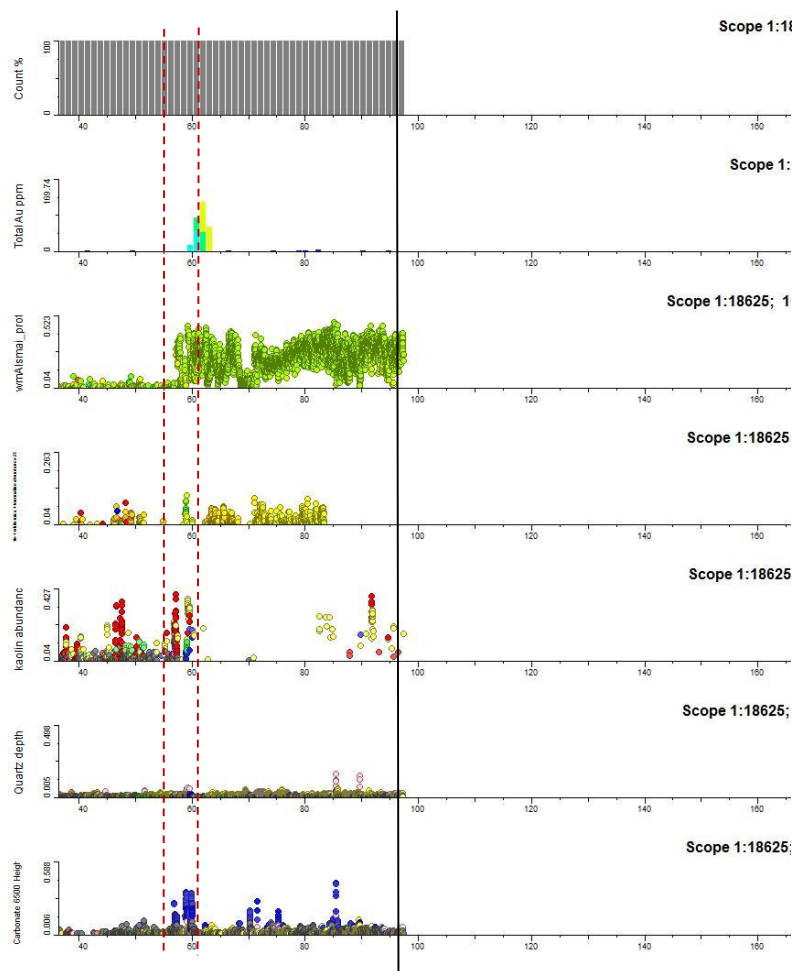 Scope 1:18
Count %
100
0
40 60 80 100 120 140 160
Scope 1:
Total Au ppm
169.74
0
40 60 80 100 120 140 160
Scope 1:18625; 1
wmAlsmai_prof
0.523
0.04
40 60 80 100 120 140 160
Scope 1:18625
0.263
0.04
40 60 80 100 120 140 160
Scope 1:18625
kaolin abundanc
0.427
0.04
40 60 80 100 120 140 160
Scope 1:18625;
Quartz depth
0.498
0.005
40 60 80 100 120 140 160
Scope 1:18625;
Carbonate 6500 Heigh
0.588
0.006
40 60 80 100 120 140 160